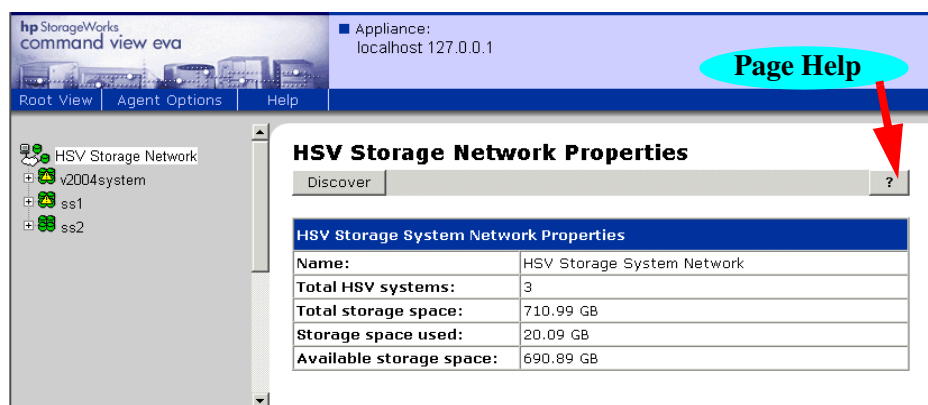 hp StorageWorks
command view eva
Appliance:
localhost 127.0.0.1
Page Help
Root View
Agent Options
Help
HSV Storage Network
v2004system
ss1
ss2
HSV Storage Network Properties
Discover
?
HSV Storage System Network Properties
Name: HSV Storage System Network
Total HSV systems: 3
Total storage space: 710.99 GB
Storage space used: 20.09 GB
Available storage space: 690.89 GB